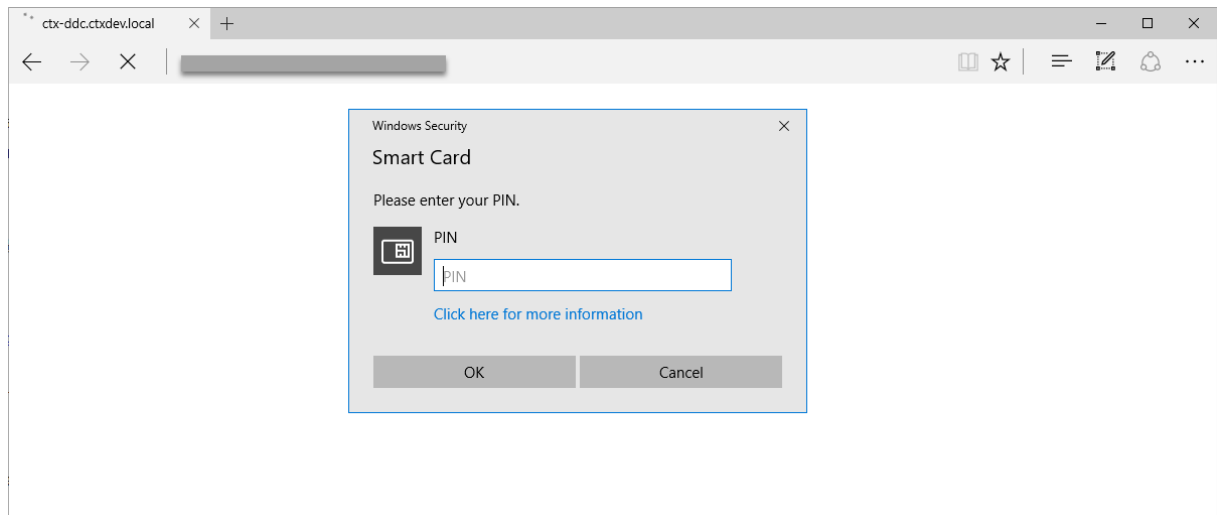 ctx-ddc.ctxdev.local
Windows Security
Smart Card
Please enter your PIN.
PIN
PIN
Click here for more information
OK Cancel